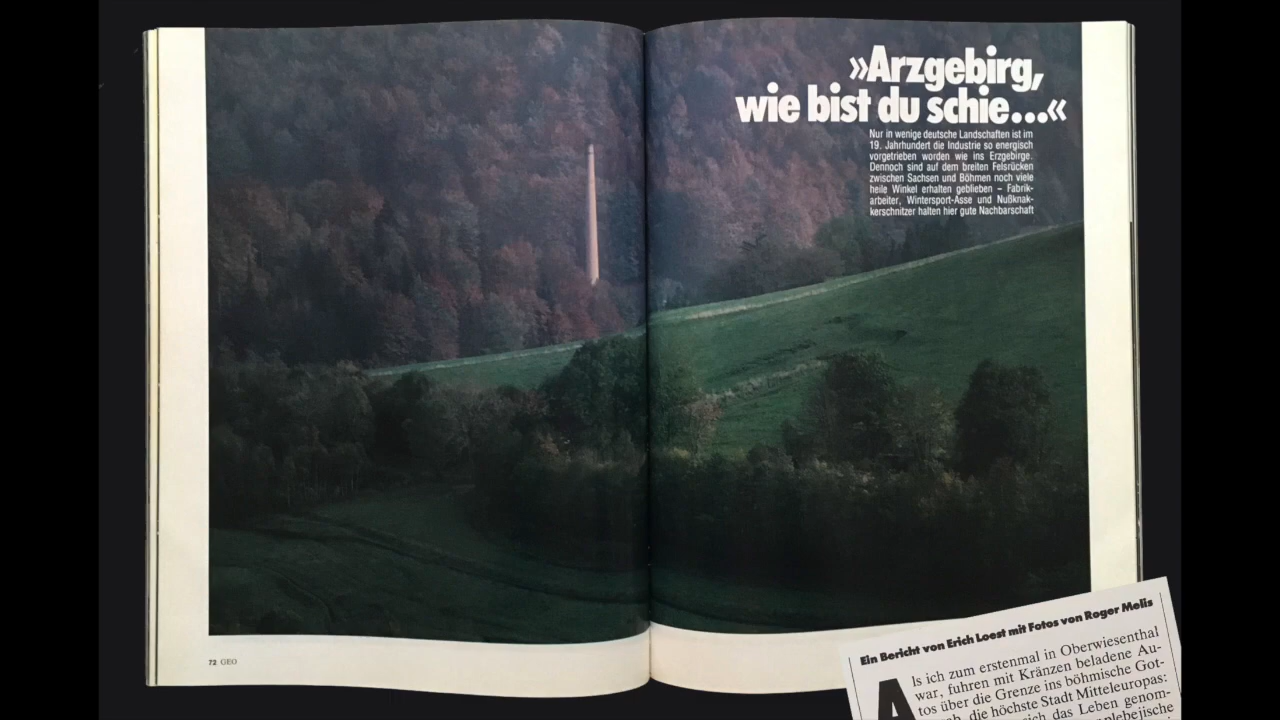 »Arzgebirg,
wie bist du schie...«
Nur in wenige deutsche Landschaften ist im
19. Jahrhundert die Industrie so energisch
vorgetrieben worden wie ins Erzgebirge.
Dennoch sind auf dem breiten Felsrücken
zwischen Sachsen und Böhmen noch viele
heile Winkel erhalten geblieben – Fabrik-
arbeiter, Wintersport-Asse und Nußknak-
kerschnitzer halten hier gute Nachbarschaft
72 GEO
Ein Bericht von Erich Loest mit Fotos von Roger Melis
Als ich zum erstenmal in Oberwiesenthal
war, fuhren mit Kränzen beladene Au-
tos über die Grenze ins böhmische Got-
die höchste Stadt Mitteleuropas:
das Leben genom-